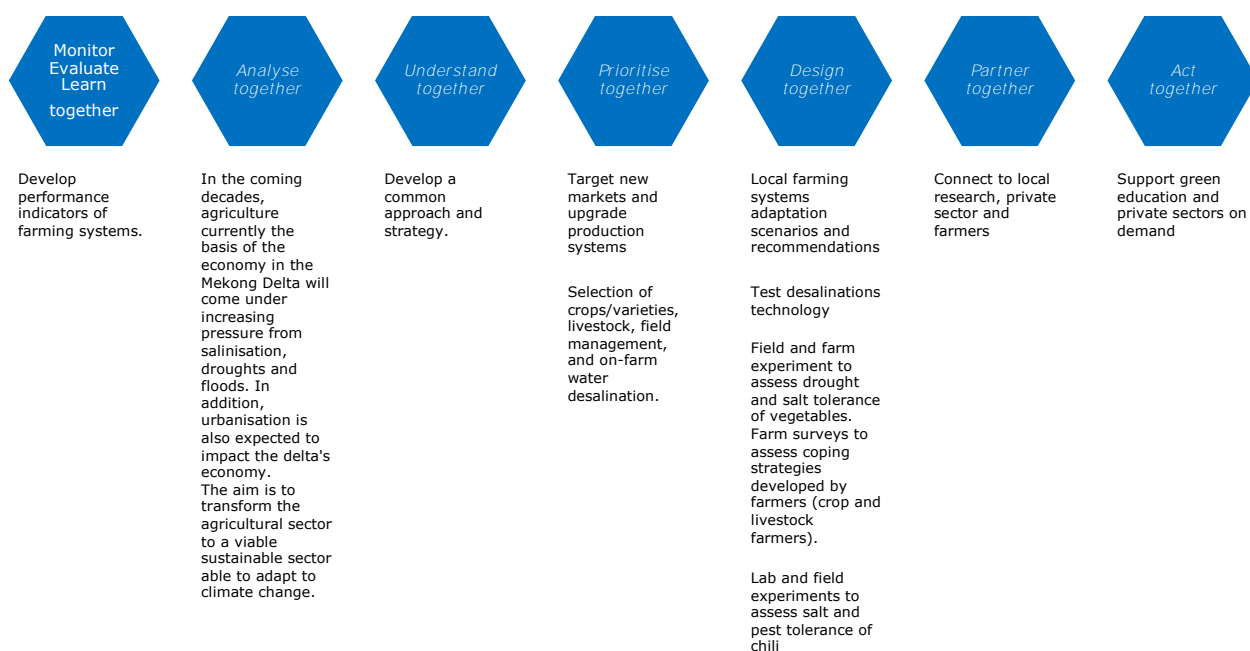 Monitor
Evaluate
Learn
together
Analyse
together
Understand
together
Prioritise
together
Design
together
Partner
together
Act
together
Develop
performance
indicators of
farming systems.
In the coming
decades,
agriculture
currently the
basis of the
economy in the
Mekong Delta will
come under
increasing
pressure from
salinisation,
droughts and
floods. In
addition,
urbanisation is
also expected to
impact the delta's
economy.
The aim is to
transform the
agricultural sector
to a viable
sustainable sector
able to adapt to
climate change.
Develop a
common
approach and
strategy.
Target new
markets and
upgrade
production
systems
Selection of
crops/varieties,
livestock, field
management,
and on-farm
water
desalination.
Local farming
systems
adaptation
scenarios and
recommendations
Test desalinations
technology
Field and farm
experiment to
assess drought
and salt tolerance
of vegetables.
Farm surveys to
assess coping
strategies
developed by
farmers (crop and
livestock
farmers).
Lab and field
experiments to
assess salt and
pest tolerance of
chili
Connect to local
research, private
sector and
farmers
Support green
education and
private sectors on
demand